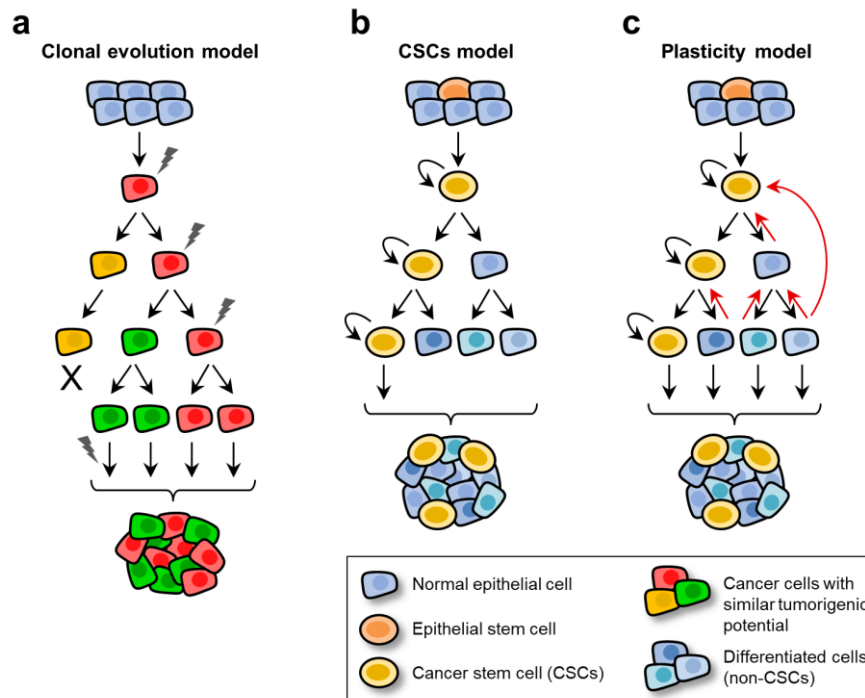 a
Clonal evolution model
b
CSCs model
c
Plasticity model
X
Normal epithelial cell
Epithelial stem cell
Cancer stem cell (CSCs)
Cancer cells with
similar tumorigenic
potential
Differentiated cells
(non-CSCs)